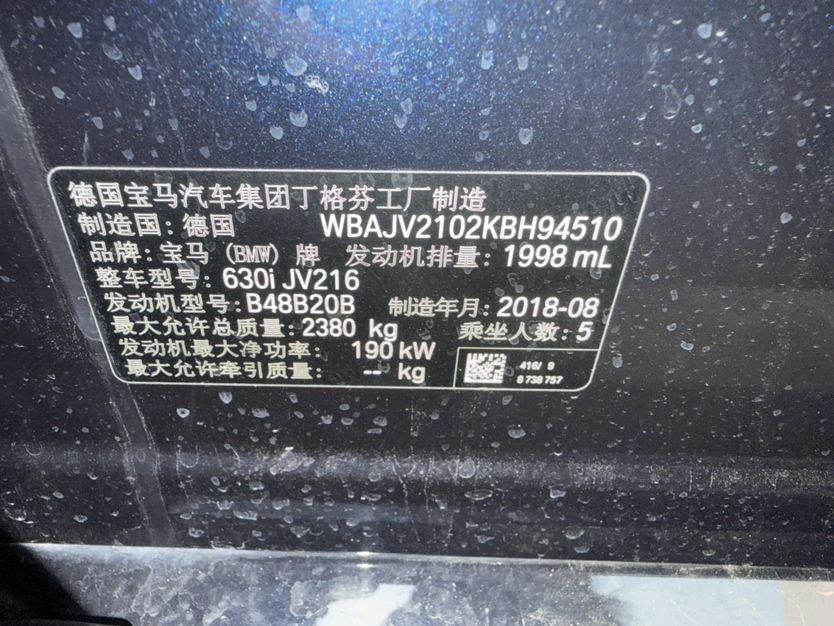 德国宝马汽车集团丁格芬工厂制造
制造国: 德国 WBAJV2102KBH94510
品牌: 宝马 (BMW) 牌 发动机排量: 1998 mL
整车型号: 630i JV216
发动机型号: B48B20B 制造年月: 2018-08
最大允许总质量: 2380 kg 乘坐人数: 5
发动机最大净功率: 190 kW
最大允许牵引质量: -- kg
416/ 9
8 738 757